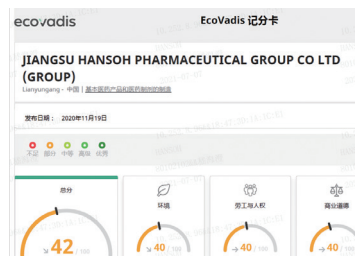 ecovadis
EcoVadis 记分卡
JIANGSU HANSOH PHARMACEUTICAL GROUP CO LTD
(GROUP)
Lianyungang - 中国 | 基本医药产品和医药制剂的制造
发布日期： 2020年11月19日
不足 部分 中等 高级 优秀
总分 环境 劳工与人权 商业道德
42 / 100 40 / 100 40 / 100 40 / 100